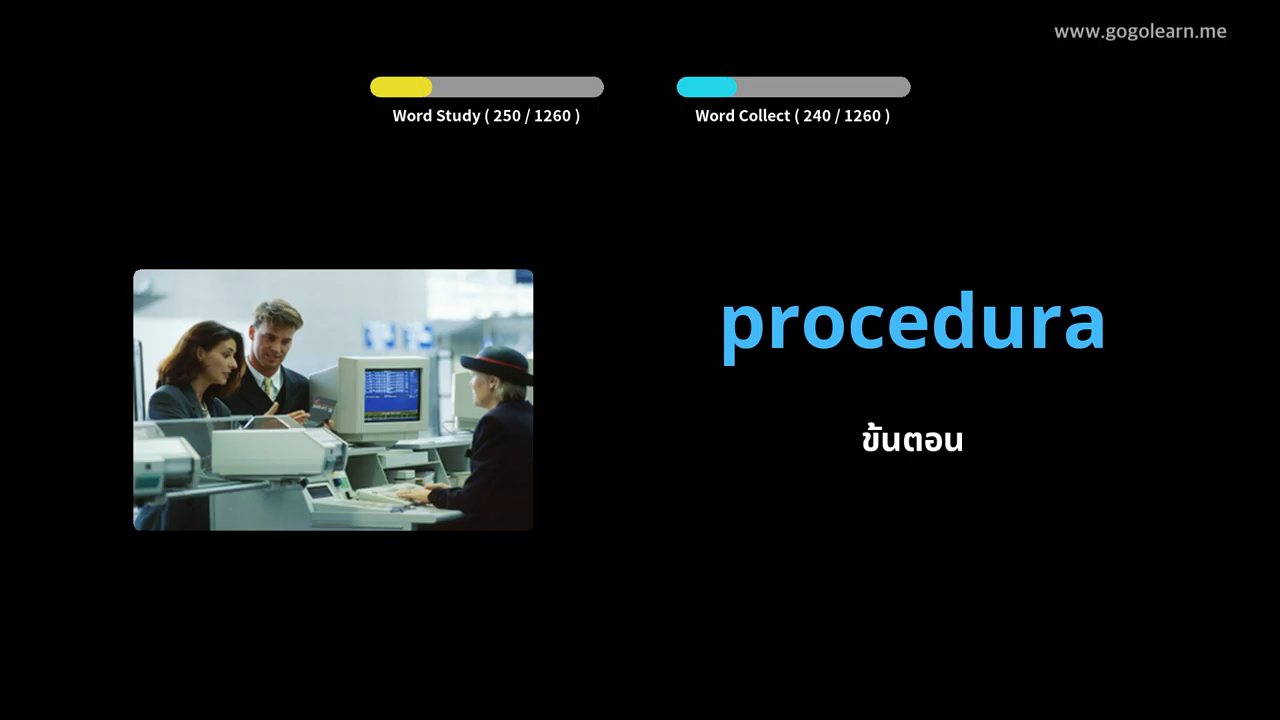 www.gogolearn.me
Word Study ( 250 / 1260 )
Word Collect ( 240 / 1260 )
procedura
ขั้นตอน